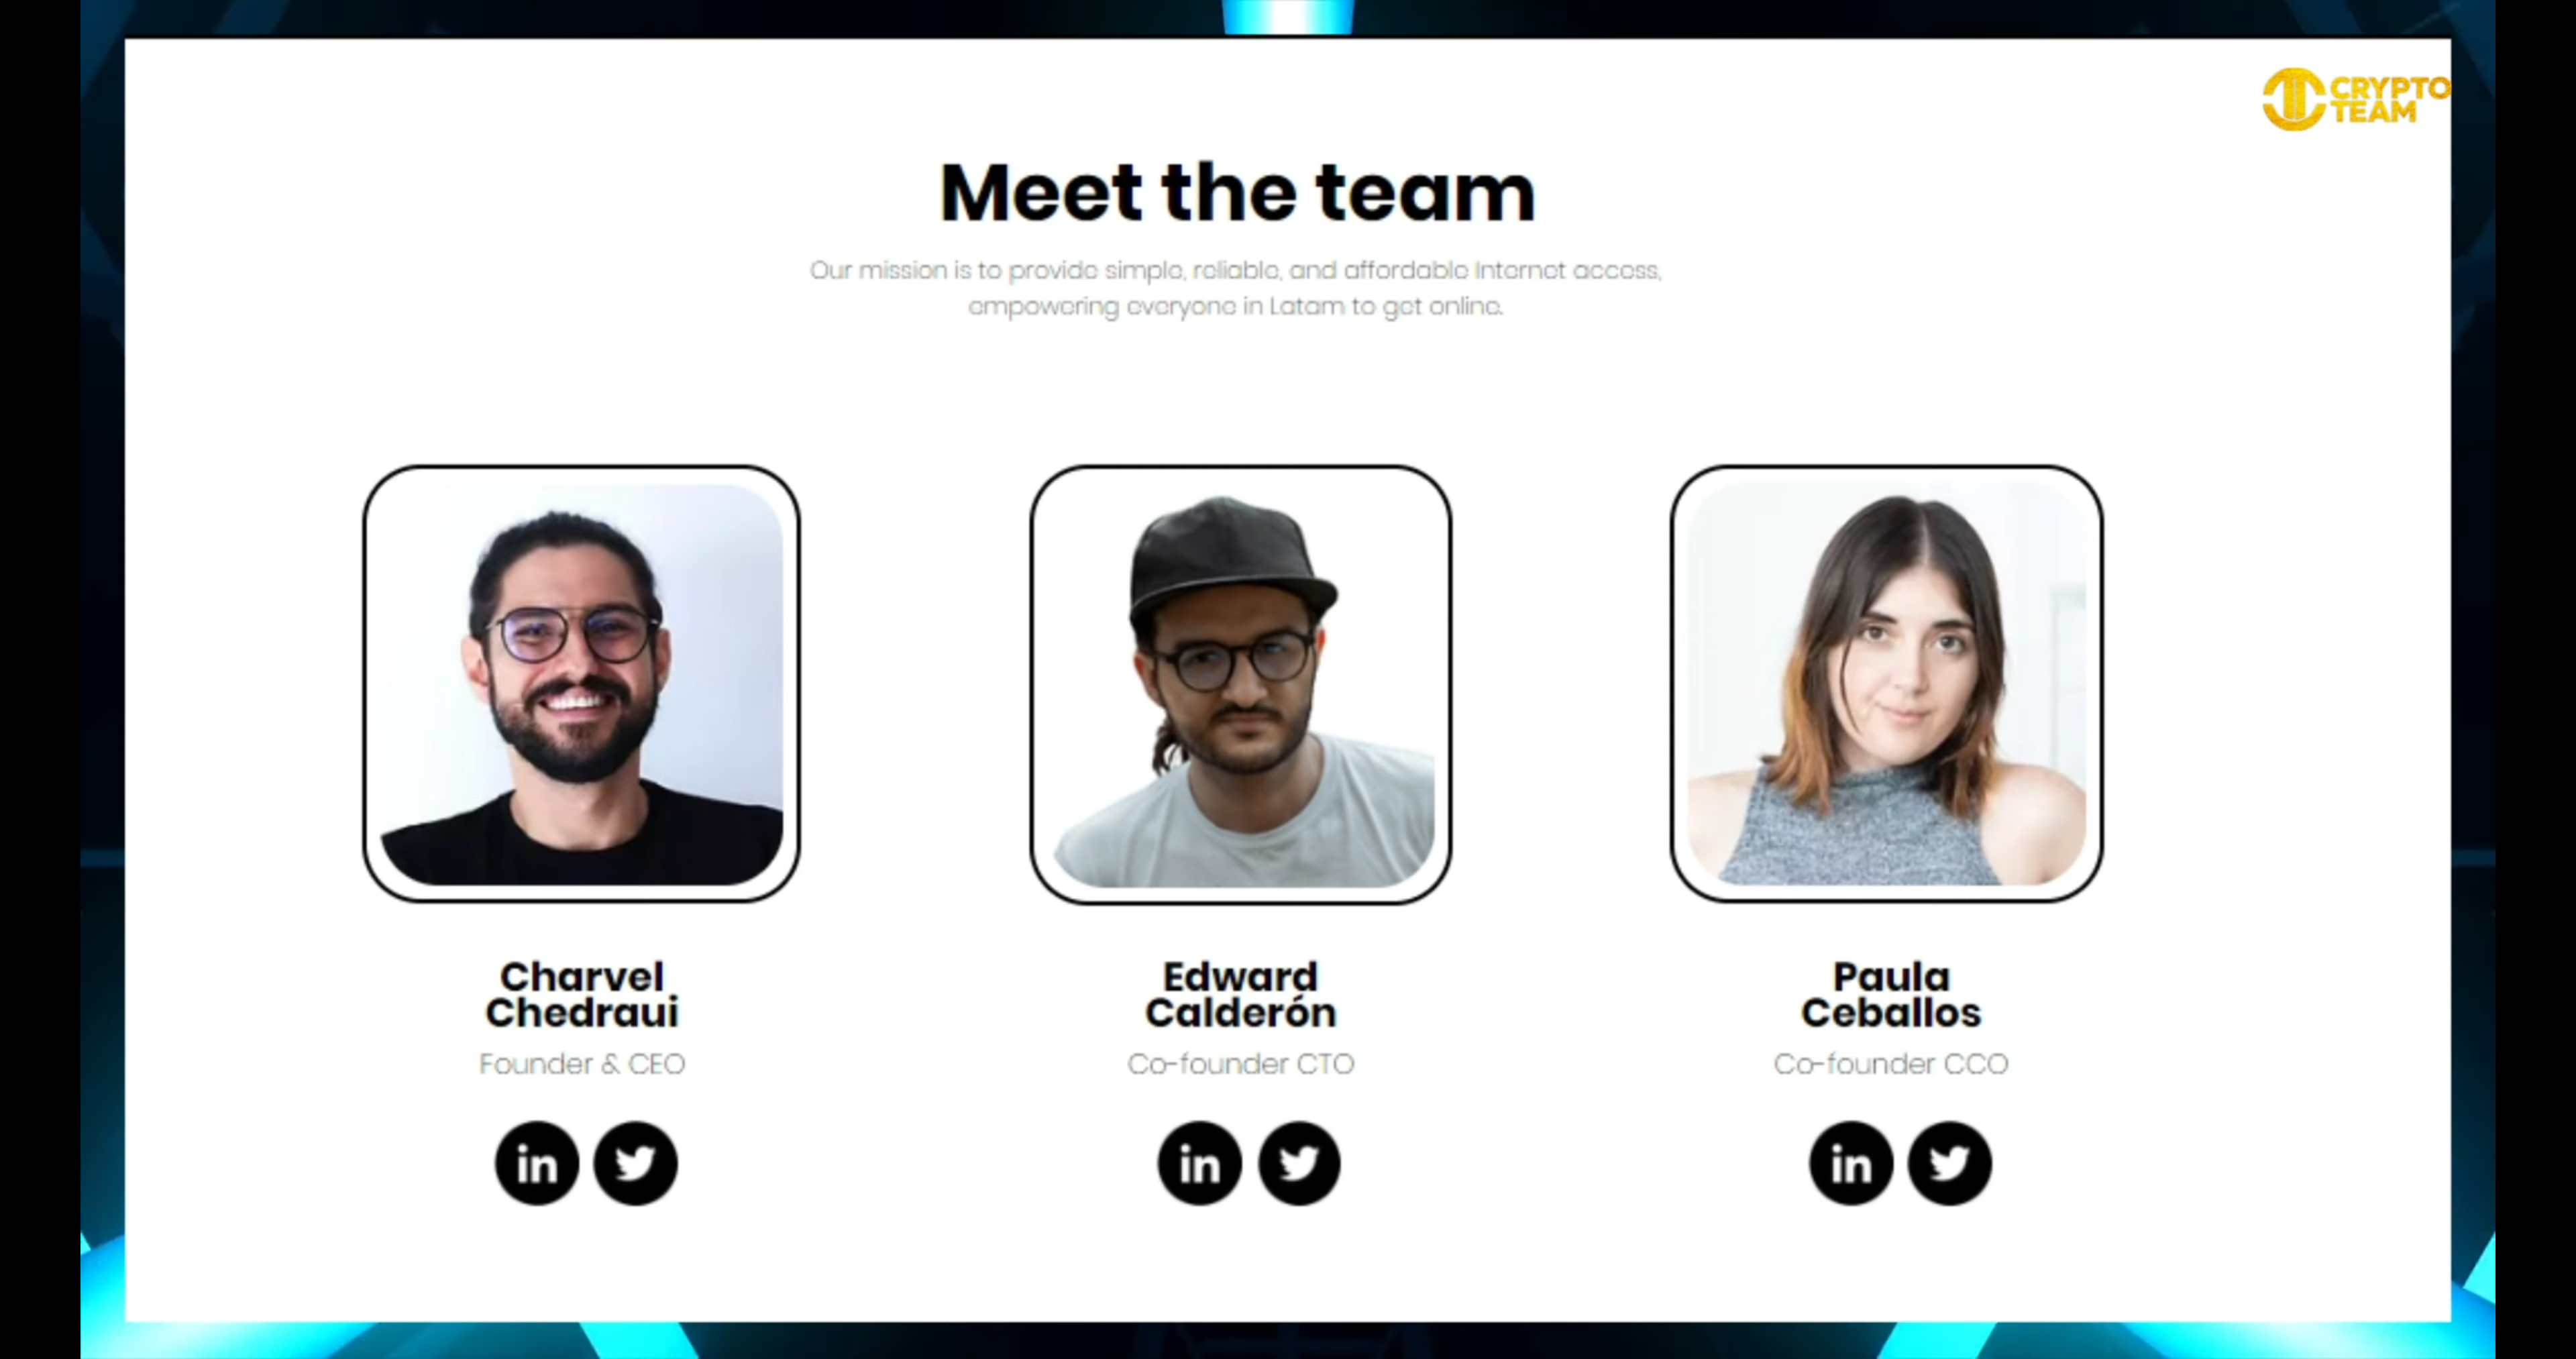 CRYPTO
TEAM
Meet the team
Our mission is to provide simple, reliable, and affordable Internet access,
empowering everyone in Latam to get online.
Charvel
Chedraui
Founder & CEO
in
Edward
Calderón
Co-founder CTO
in
Paula
Ceballos
Co-founder CCO
in